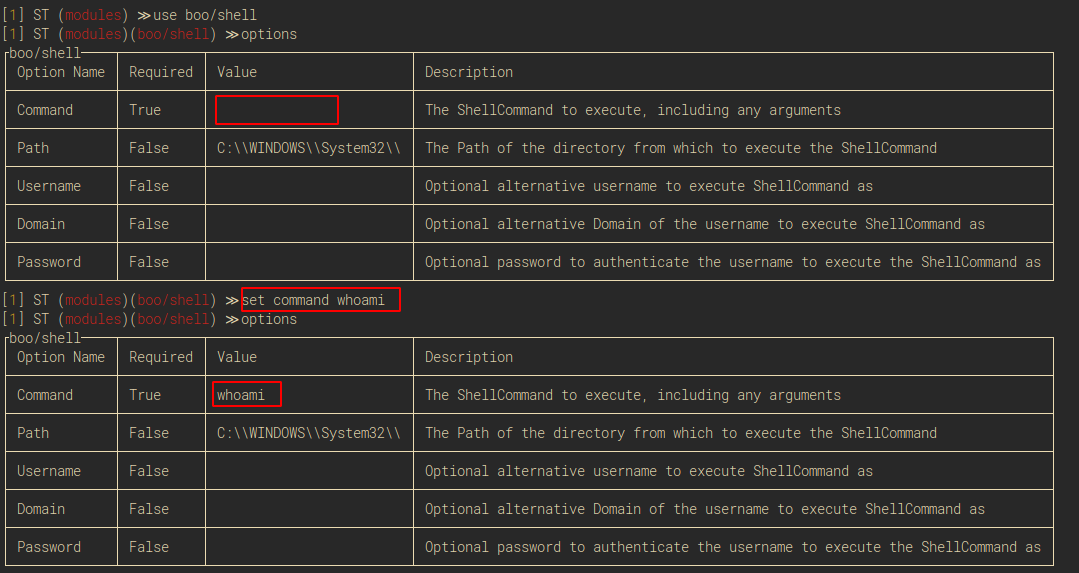 [1] ST (modules) ≫use boo/shell
[1] ST (modules)(boo/shell) ≫options
boo/shell
Option Name Required Value Description
Command True The ShellCommand to execute, including any arguments
Path False C:\\WINDOWS\\System32\\ The Path of the directory from which to execute the ShellCommand
Username False Optional alternative username to execute ShellCommand as
Domain False Optional alternative Domain of the username to execute ShellCommand as
Password False Optional password to authenticate the username to execute the ShellCommand as
[1] ST (modules)(boo/shell) ≫set command whoami
[1] ST (modules)(boo/shell) ≫options
boo/shell
Option Name Required Value Description
Command True whoami The ShellCommand to execute, including any arguments
Path False C:\\WINDOWS\\System32\\ The Path of the directory from which to execute the ShellCommand
Username False Optional alternative username to execute ShellCommand as
Domain False Optional alternative Domain of the username to execute ShellCommand as
Password False Optional password to authenticate the username to execute the ShellCommand as